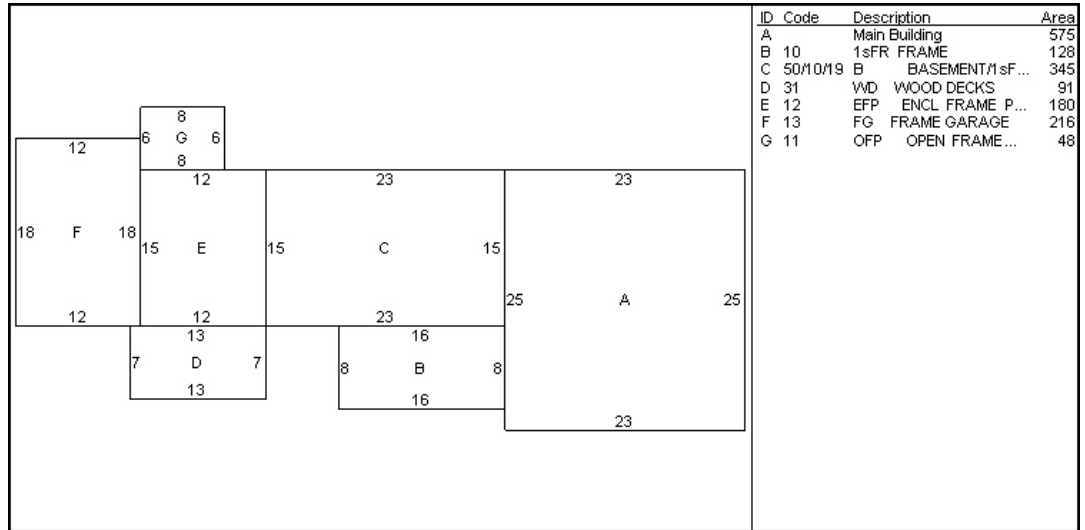 ID Code Description Area
A Main Building 575
B 10 1sFR FRAME 128
C 50/10/19 B BASEMENT/1sF... 345
D 31 WD WOOD DECKS 91
E 12 EFP ENCL FRAME P... 180
F 13 FG FRAME GARAGE 216
G 11 OFP OPEN FRAME... 48
8
6 G 6
8
12
18 F 18
12
12
15 E
12
23
15 C 15
23
23
25 A 25
23
13
7 D 7
13
16
8 B 8
16